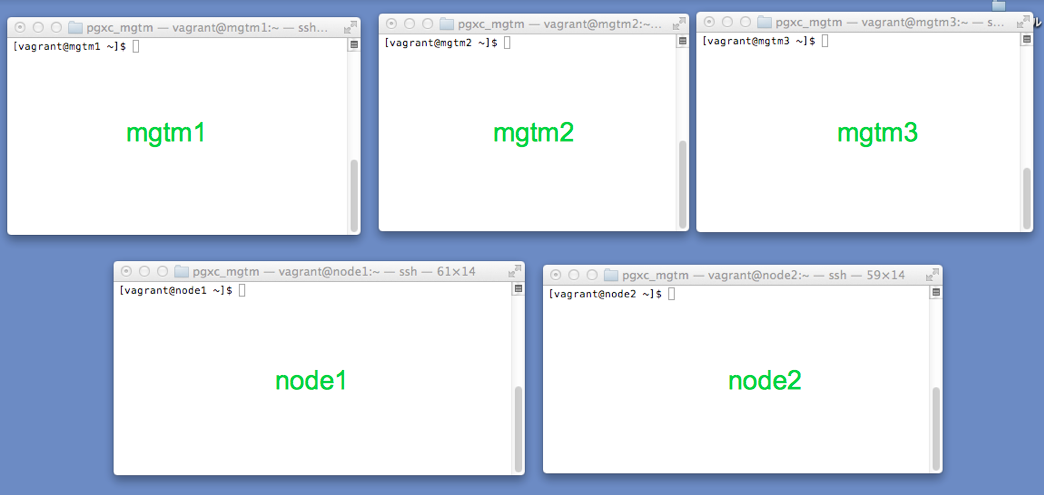 pgxc_mgtm — vagrant@mgtm1:~ — ssh...
[vagrant@mgtm1 ~]$
mgtm1
pgxc_mgtm — vagrant@mgtm2:~...
[vagrant@mgtm2 ~]$
mgtm2
pgxc_mgtm — vagrant@mgtm3:~ — s...
[vagrant@mgtm3 ~]$
mgtm3
ル
pgxc_mgtm — vagrant@node1:~ — ssh — 61×14
[vagrant@node1 ~]$
node1
pgxc_mgtm — vagrant@node2:~ — ssh — 59×14
[vagrant@node2 ~]$
node2